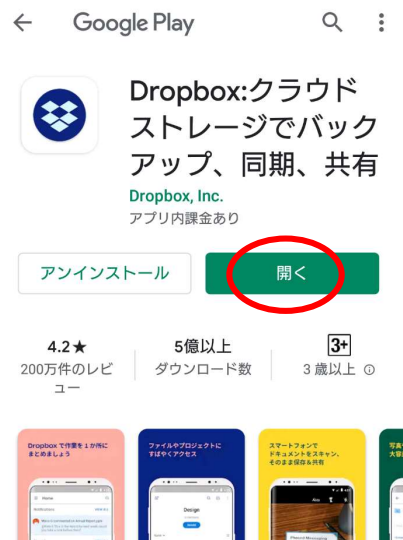 Google Play
Dropbox:クラウド
ストレージでバック
アップ、同期、共有
Dropbox, Inc.
アプリ内課金あり
アンインストール
開く
4.2★
200万件のレビ
ュー
5億以上
ダウンロード数
3+
3 歳以上
Dropbox で作業を 1 か所に
まとめましょう
ファイルやプロジェクトに
すばやくアクセス
スマートフォンで
ドキュメントをスキャン、
そのまま保存&共有
Home
Design